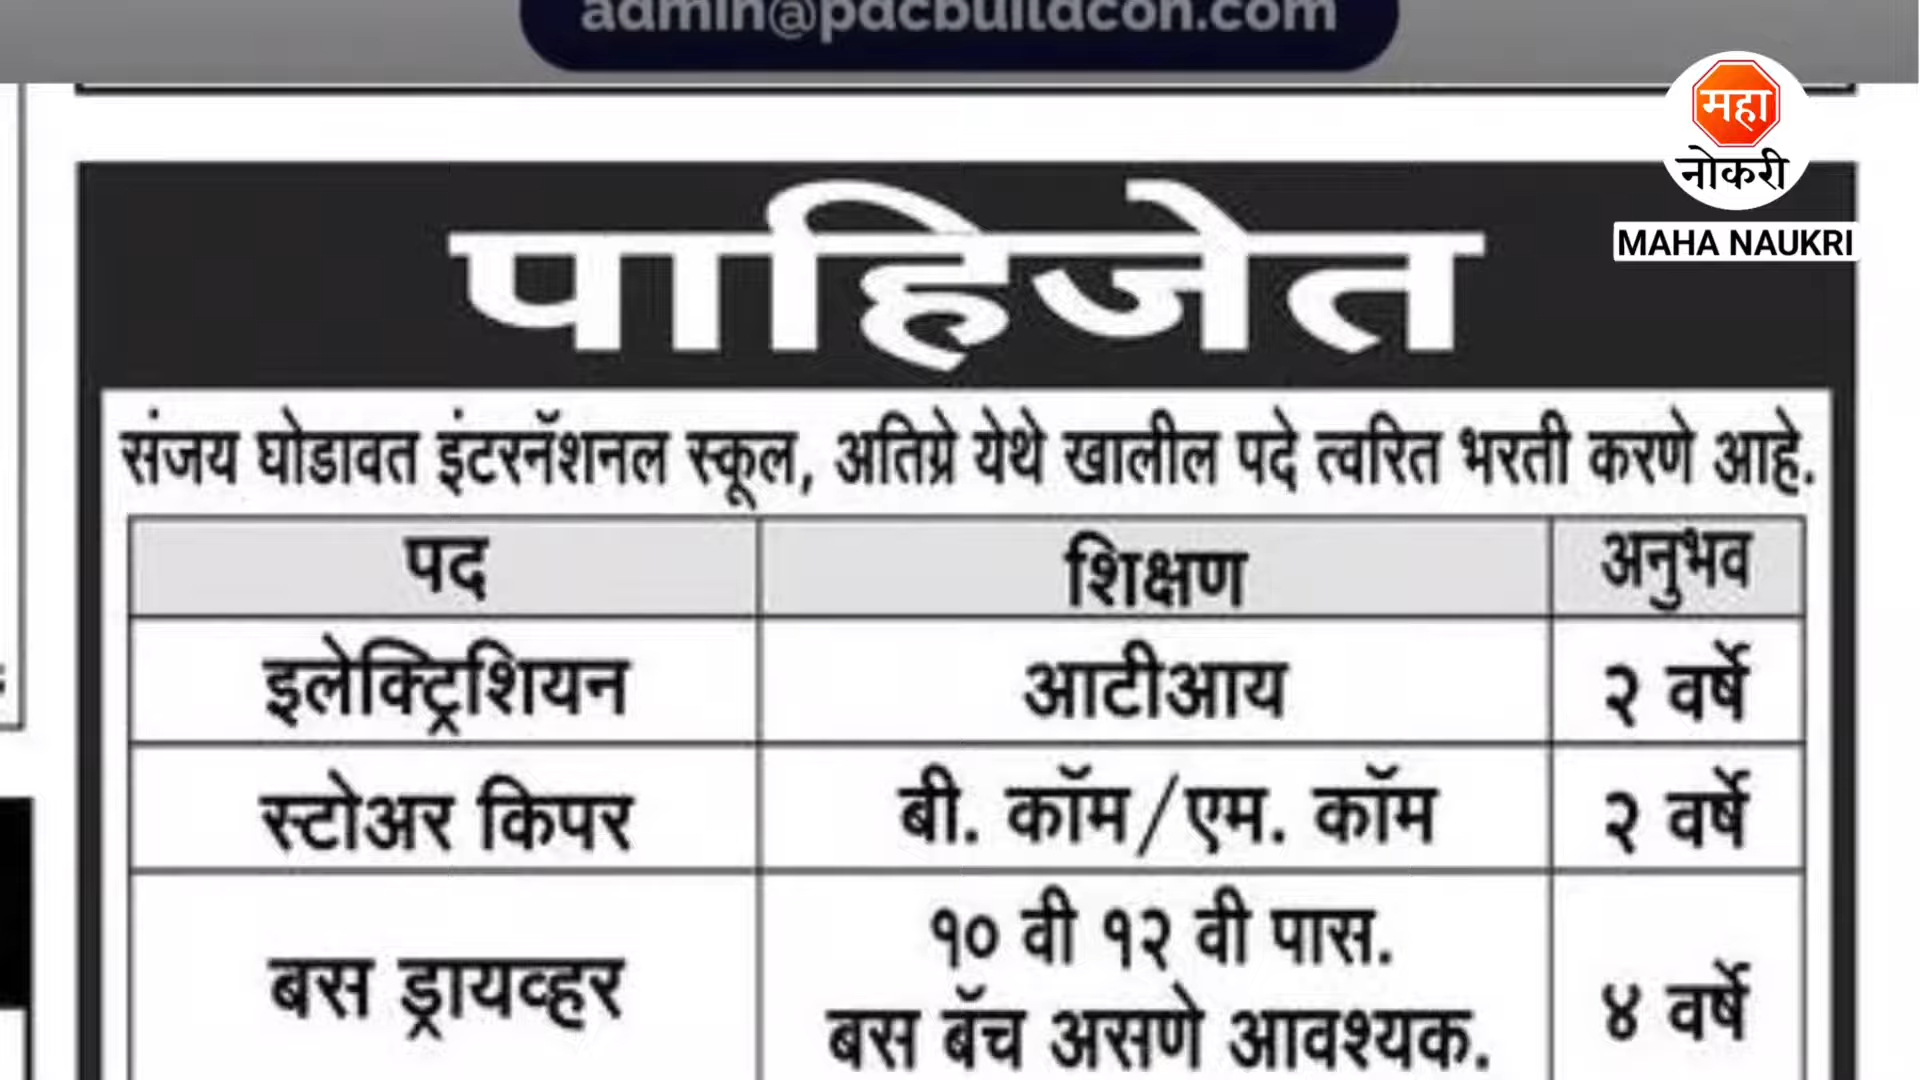 admin@pdcbuildcon.com
महा
नोकरी
MAHA NAUKRI
पाहिजेत
संजय घोडावत इंटरनॅशनल स्कूल, अतिग्रे येथे खालील पदे त्वरित भरती करणे आहे.
पद शिक्षण अनुभव
इलेक्ट्रिशियन आटीआय २ वर्षे
स्टोअर किपर बी. कॉम/एम. कॉम २ वर्षे
बस ड्रायव्हर १० वी १२ वी पास. ४ वर्षे
बस बॅच असणे आवश्यक.